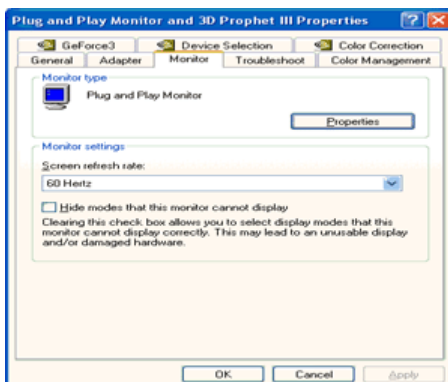 Plug and Play Monitor and 3D Prophet III Properties
GeForce3 Device Selection Color Correction
General Adapter Monitor Troubleshoot Color Management
Monitor type
Plug and Play Monitor
Properties
Monitor settings
Screen refresh rate:
60 Hertz
Hide modes that this monitor cannot display
Clearing this check box allows you to select display modes that this
monitor cannot display correctly. This may lead to an unusable display
and/or damaged hardware.
OK Cancel Apply